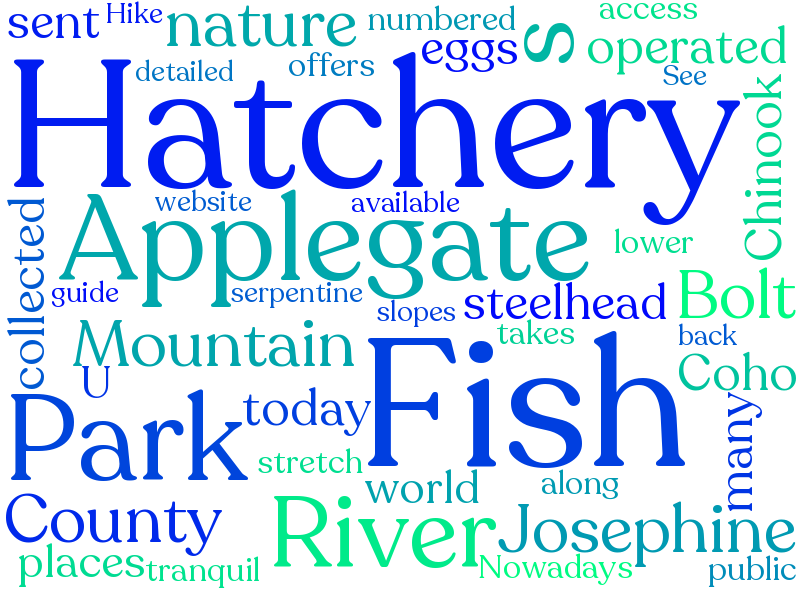 sent Hike nature numbered access
detailed offers eggs S operated
See
Hatchery
Chinook
collected website available
Applegate lower
guide serpentine slopes steelhead Bolt
Mountain takes back
U Fish Coho
Park today many
stretch world along
County River Josephine
places tranquil Nowadays public